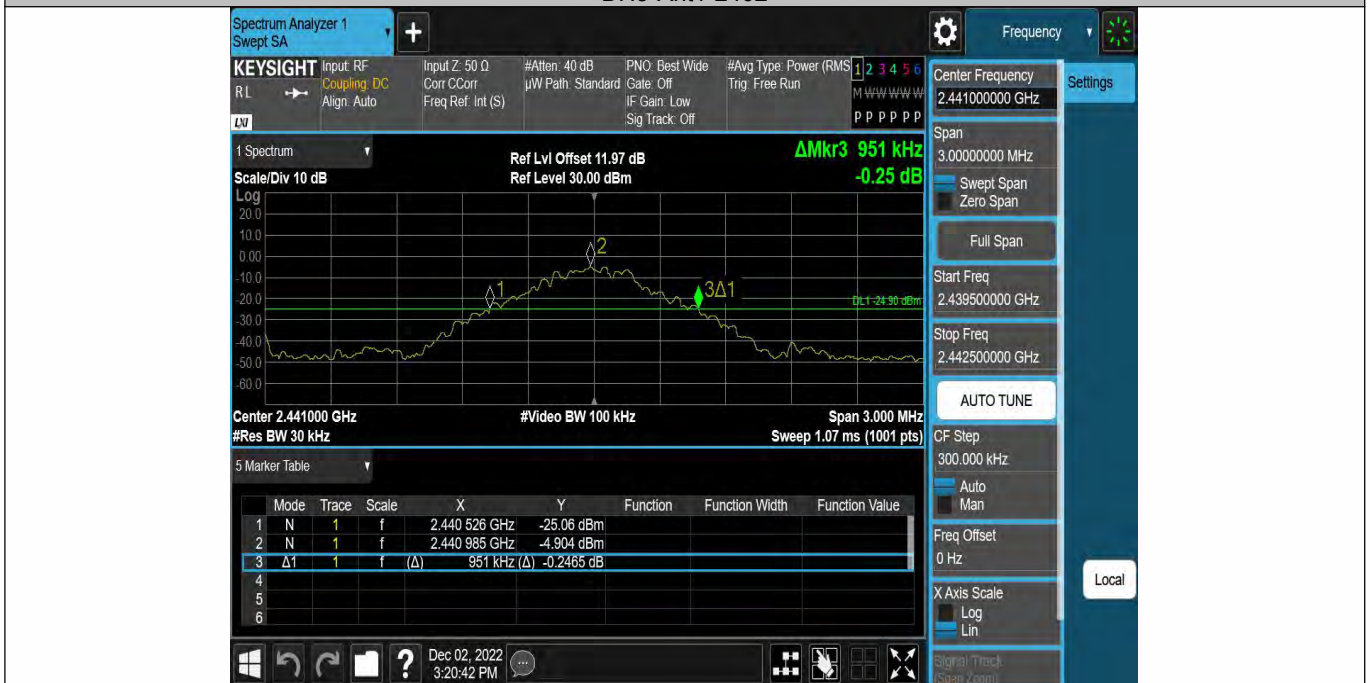 Spectrum Analyzer 1
Swept SA
+
Frequency
KEYSIGHT
RL
LXI
Input: RF
Coupling: DC
Align: Auto
Input Z: 50 Ω
Corr CCorr
Freq Ref: Int (S)
#Atten: 40 dB
µW Path: Standard
PNO: Best Wide
Gate: Off
IF Gain: Low
Sig Track: Off
#Avg Type: Power (RMS
Trig: Free Run
1 2 3 4 5 6
M W W W W W
P P P P P P
1 Spectrum
Scale/Div 10 dB
Ref Lvl Offset 11.97 dB
Ref Level 30.00 dBm
ΔMkr3 951 kHz
-0.25 dB
Log
20.0
10.0
0.00
-10.0
-20.0
-30.0
-40.0
-50.0
-60.0
1
2
3Δ1
DL1 -24.90 dBm
Center 2.441000 GHz
#Video BW 100 kHz
Span 3.000 MHz
#Res BW 30 kHz
Sweep 1.07 ms (1001 pts)
5 Marker Table
Mode Trace Scale X Y Function Function Width Function Value
1 N 1 f 2.440 526 GHz -25.06 dBm
2 N 1 f 2.440 985 GHz -4.904 dBm
3 Δ1 1 f (Δ) 951 kHz (Δ) -0.2465 dB
4
5
6
Dec 02, 2022
3:20:42 PM
Center Frequency
2.441000000 GHz
Settings
Span
3.00000000 MHz
Swept Span
Zero Span
Full Span
Start Freq
2.439500000 GHz
Stop Freq
2.442500000 GHz
AUTO TUNE
CF Step
300.000 kHz
Auto
Man
Freq Offset
0 Hz
X Axis Scale
Log
Lin
Signal Track
(Span Zoom)
Local